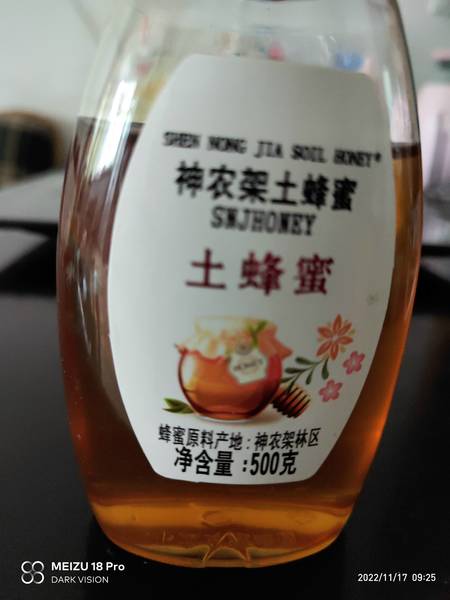 SHEN NONG JIA SOIL HONEY®
神农架土蜂蜜
SNJHONEY
土蜂蜜
HONEY
蜂蜜原料产地：神农架林区
净含量：500克
MEIZU 18 Pro
DARK VISION
2022/11/17 09:25